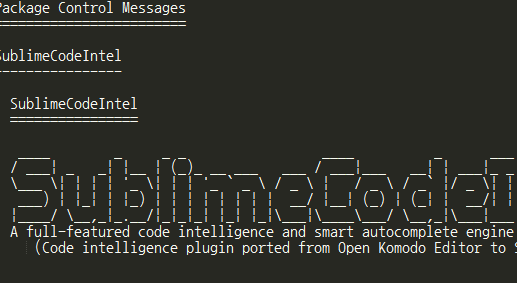 Package Control Messages
========================
SublimeCodeIntel
----------------
SublimeCodeIntel
================
SublimeCodeI
A full-featured code intelligence and smart autocomplete engine
(Code intelligence plugin ported from Open Komodo Editor to S